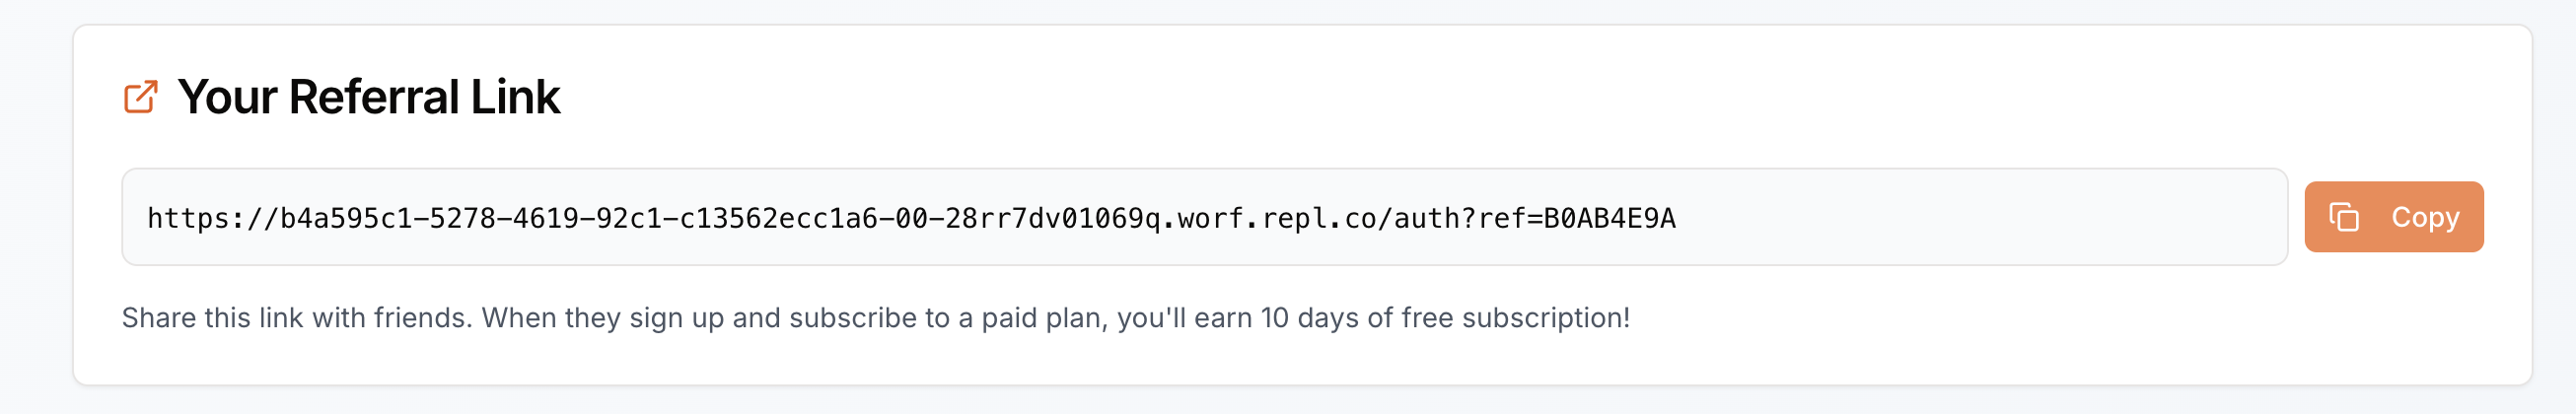 Your Referral Link
https://b4a595c1-5278-4619-92c1-c13562ecc1a6-00-28rr7dv01069q.worf.repl.co/auth?ref=B0AB4E9A
Copy
Share this link with friends. When they sign up and subscribe to a paid plan, you'll earn 10 days of free subscription!